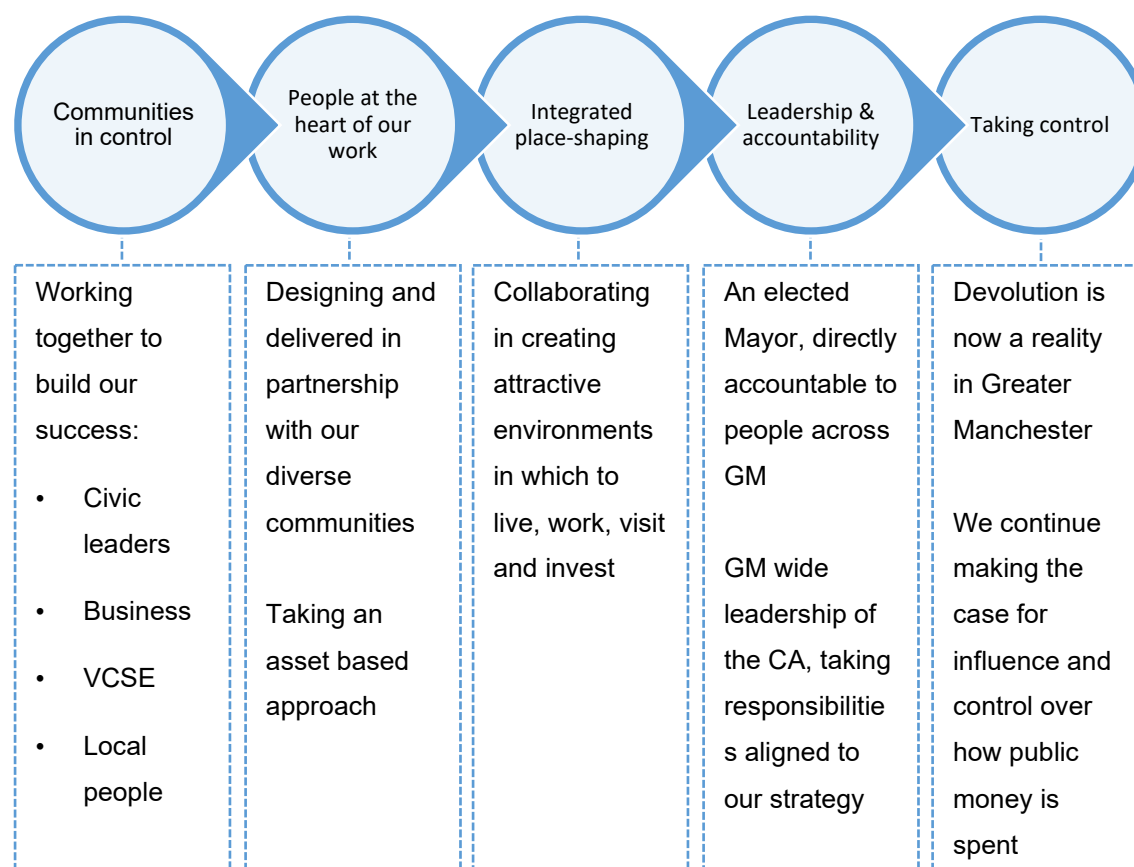 Communities
in control
People at the
heart of our
work
Integrated
place-shaping
Leadership &
accountability
Taking control
Working
together to
build our
success:
• Civic
leaders
• Business
• VCSE
• Local
people
Designing and
delivered in
partnership
with our
diverse
communities
Taking an
asset based
approach
Collaborating
in creating
attractive
environments
in which to
live, work, visit
and invest
An elected
Mayor, directly
accountable to
people across
GM
GM wide
leadership of
the CA, taking
responsibilitie
s aligned to
our strategy
Devolution is
now a reality
in Greater
Manchester
We continue
making the
case for
influence and
control over
how public
money is
spent